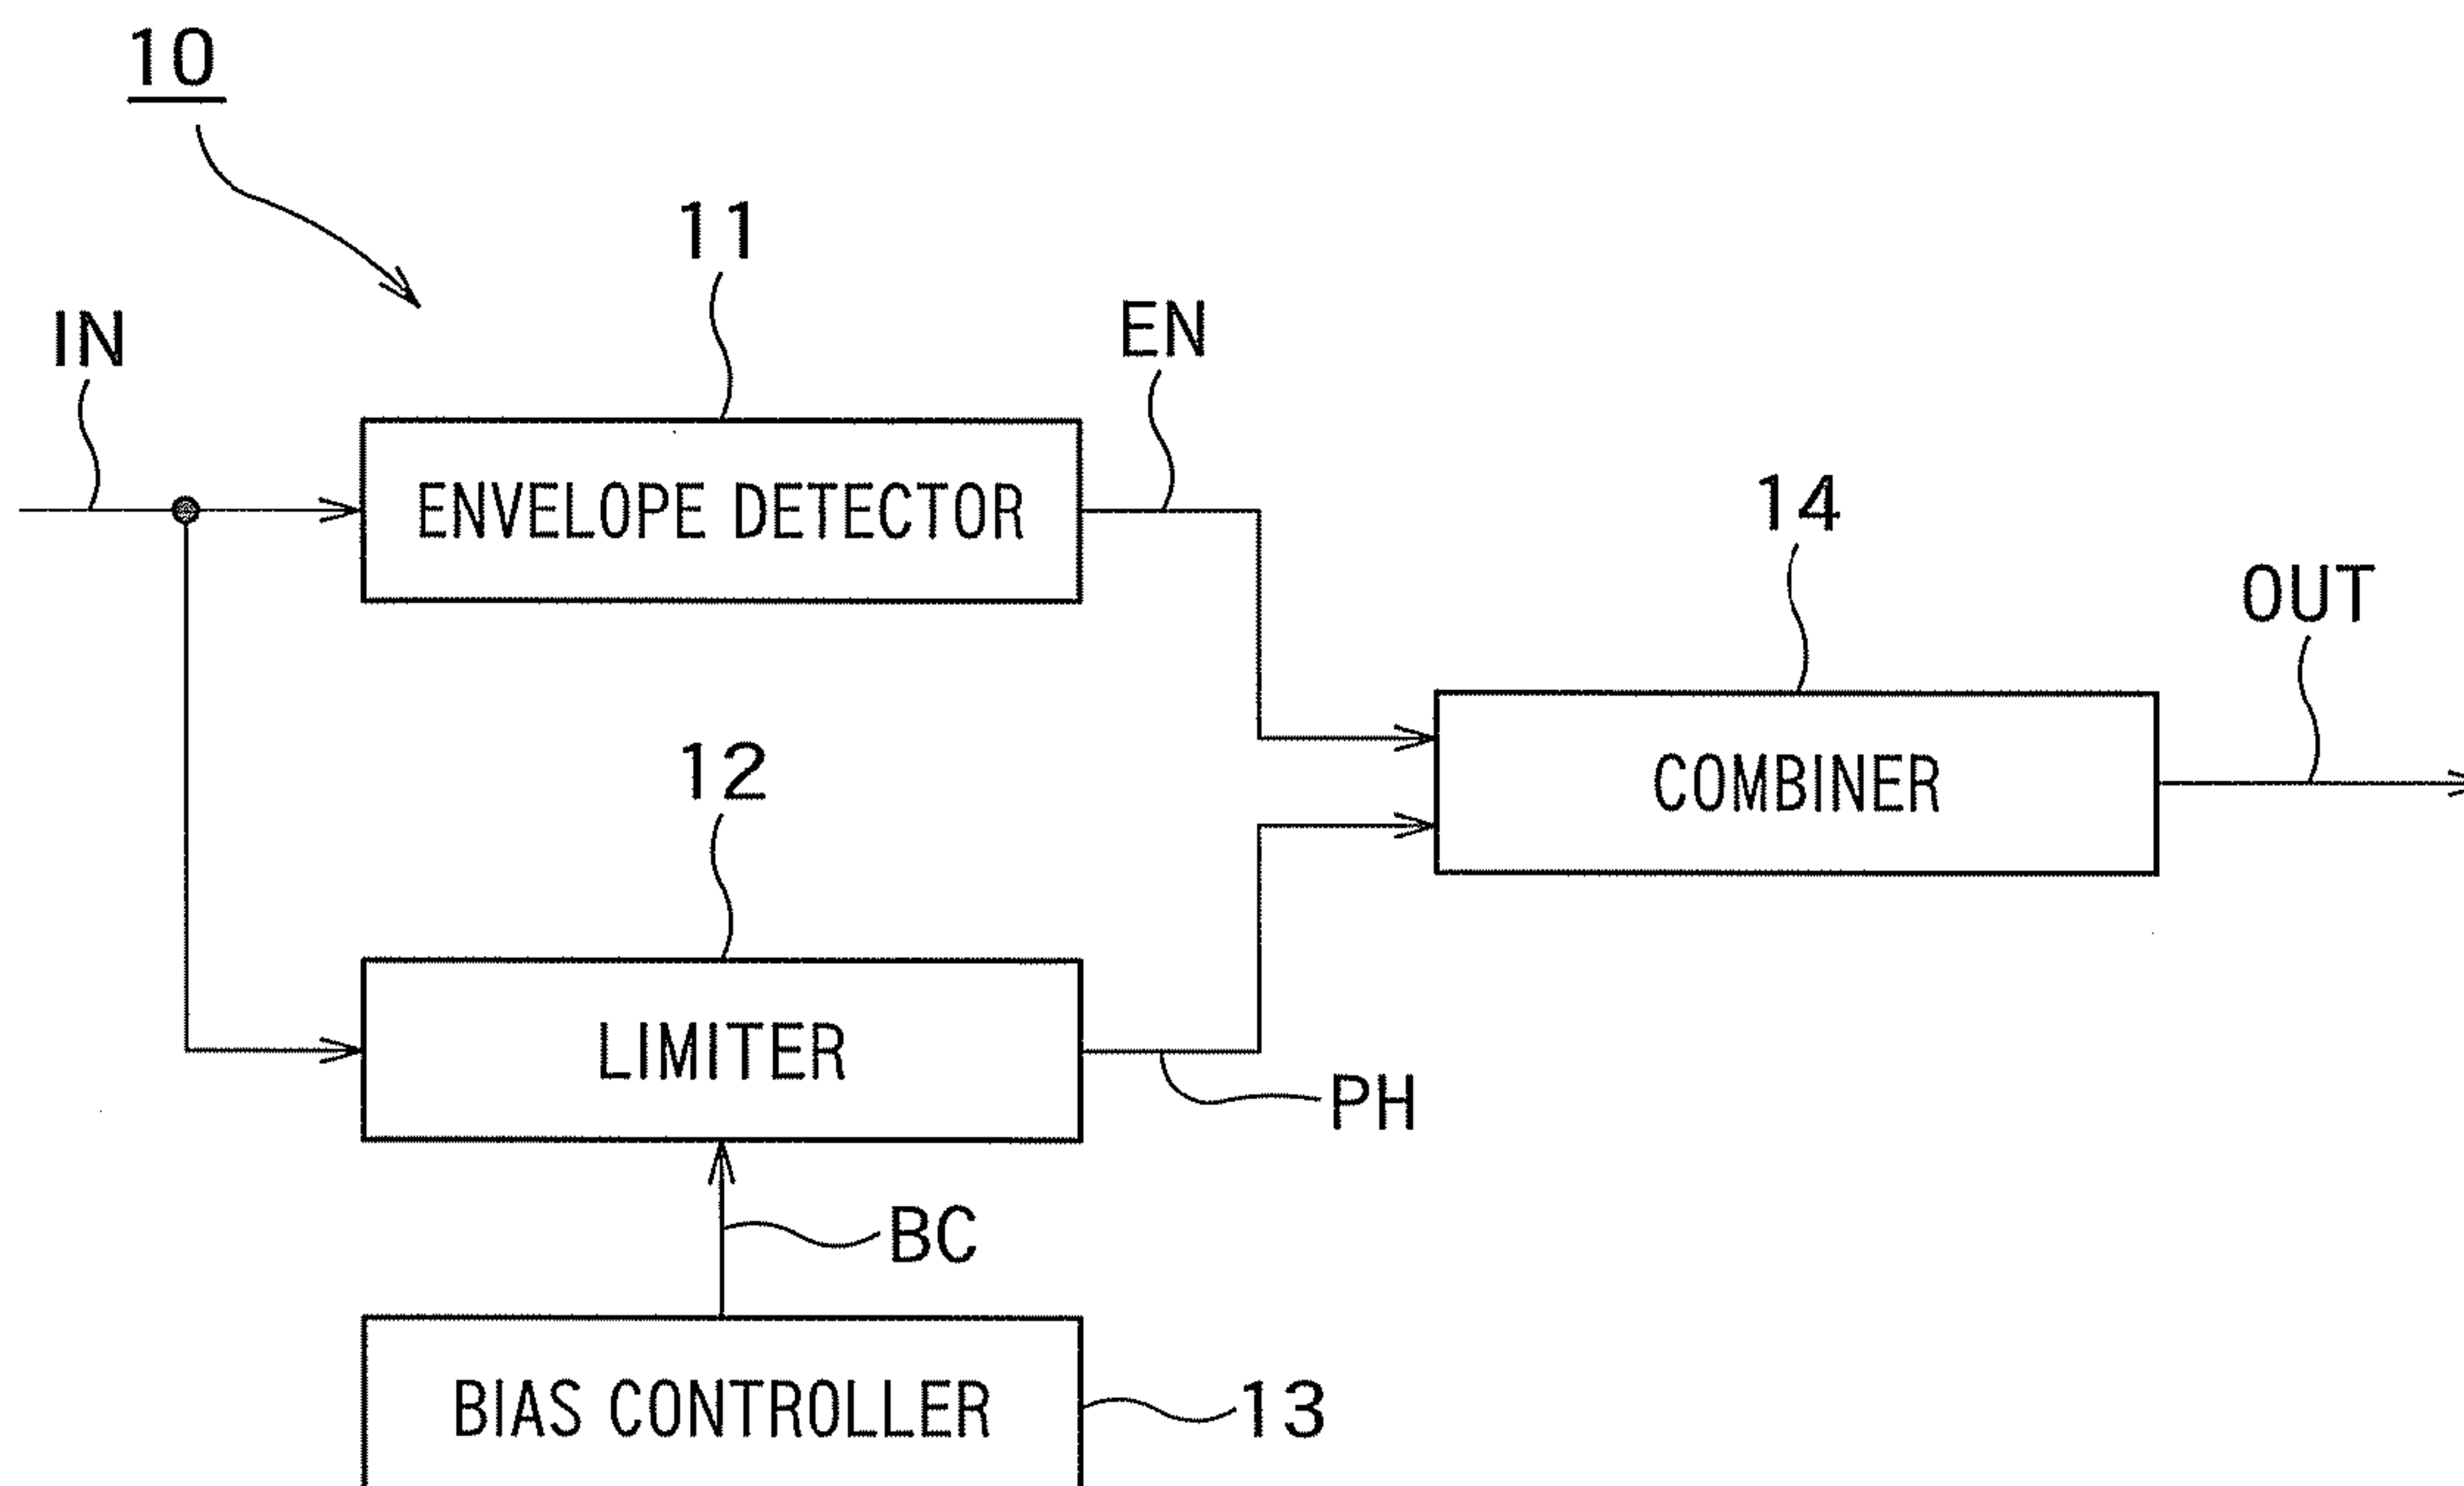 10
11
IN
EN
ENVELOPE DETECTOR
14
OUT
12
COMBINER
LIMITER
PH
BC
BIAS CONTROLLER
13